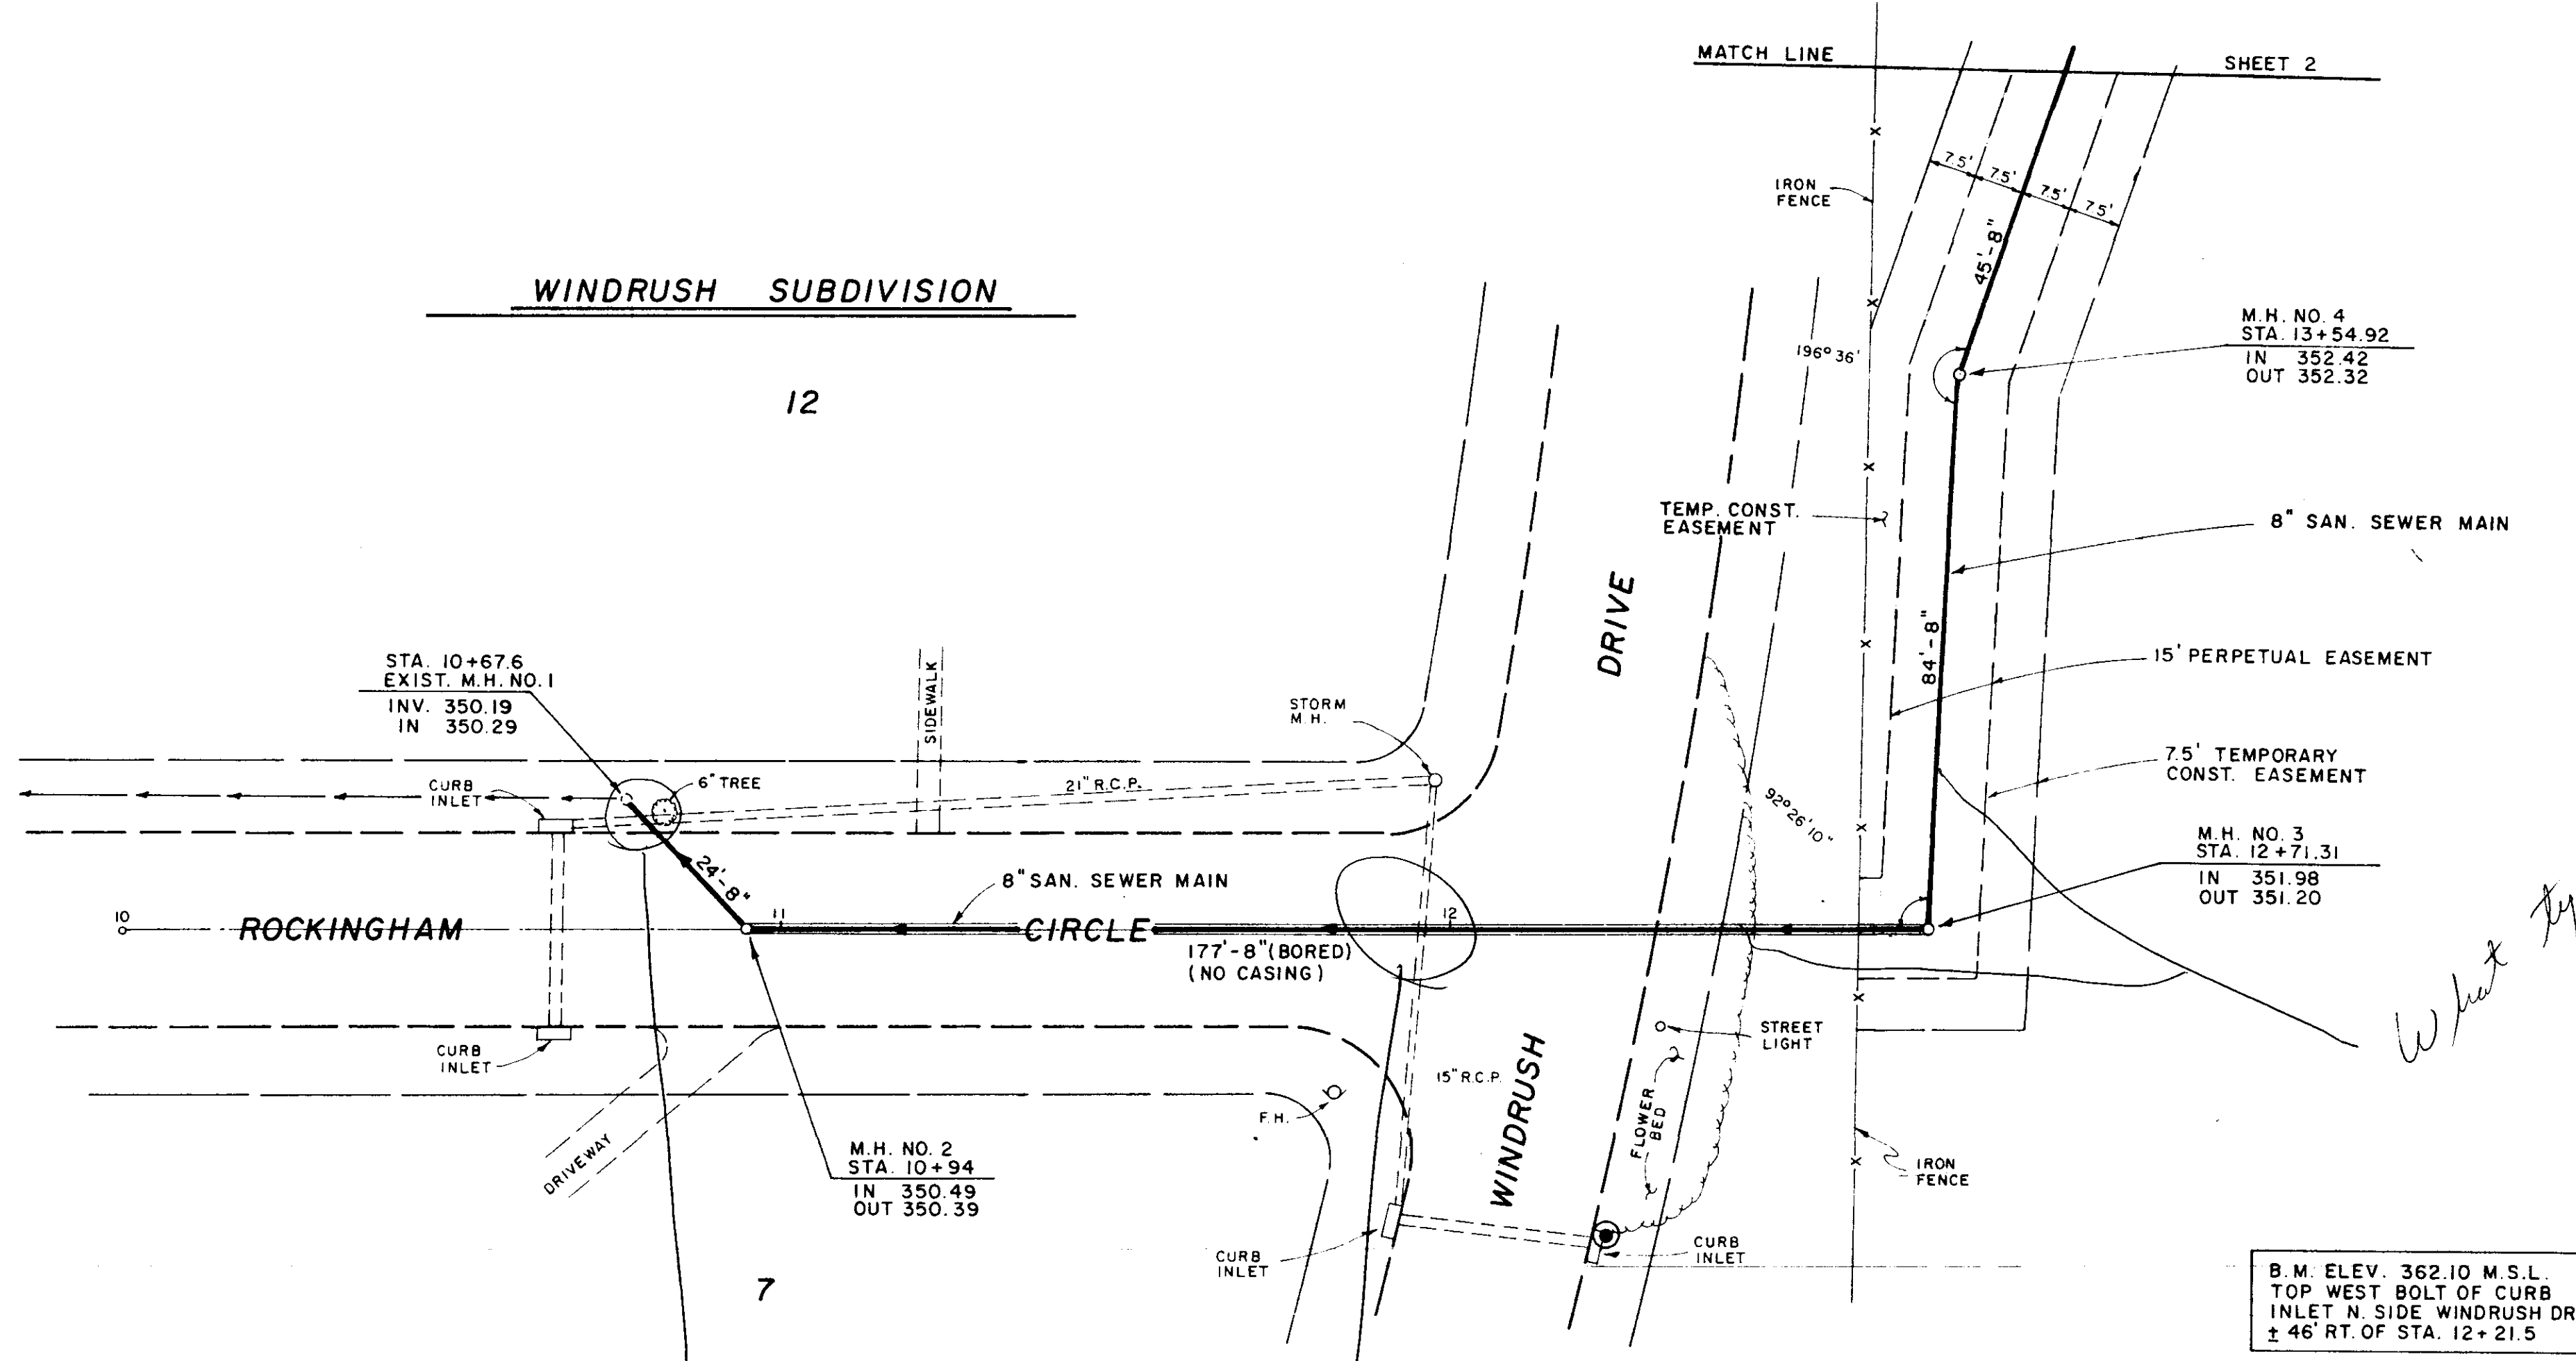 MATCH LINE
SHEET 2
7.5'
7.5'
7.5'
7.5'
IRON
FENCE
45'-8"
WINDRUSH SUBDIVISION
M.H. NO. 4
STA. 13+54.92
IN 352.42
OUT 352.32
196° 36'
12
TEMP. CONST.
EASEMENT
8" SAN. SEWER MAIN
DRIVE
84'-8"
15' PERPETUAL EASEMENT
STA. 10+67.6
EXIST. M.H. NO. 1
INV. 350.19
IN 350.29
SIDEWALK
STORM
M.H.
7.5' TEMPORARY
CONST. EASEMENT
CURB
INLET
6" TREE
21" R.C.P.
92° 26' 10"
M.H. NO. 3
STA. 12+71.31
IN 351.98
OUT 351.20
24'-8"
8" SAN. SEWER MAIN
10
ROCKINGHAM
11
CIRCLE
12
177'-8" (BORED)
(NO CASING)
What
CURB
INLET
STREET
LIGHT
15" R.C.P.
WINDRUSH
FLOWER
BED
F.H.
DRIVEWAY
M.H. NO. 2
STA. 10+94
IN 350.49
OUT 350.39
IRON
FENCE
CURB
INLET
CURB
INLET
7
B.M. ELEV. 362.10 M.S.L.
TOP WEST BOLT OF CURB
INLET N. SIDE WINDRUSH DR
± 46' RT. OF STA. 12+21.5
X
X
X
X
X
X
X
X